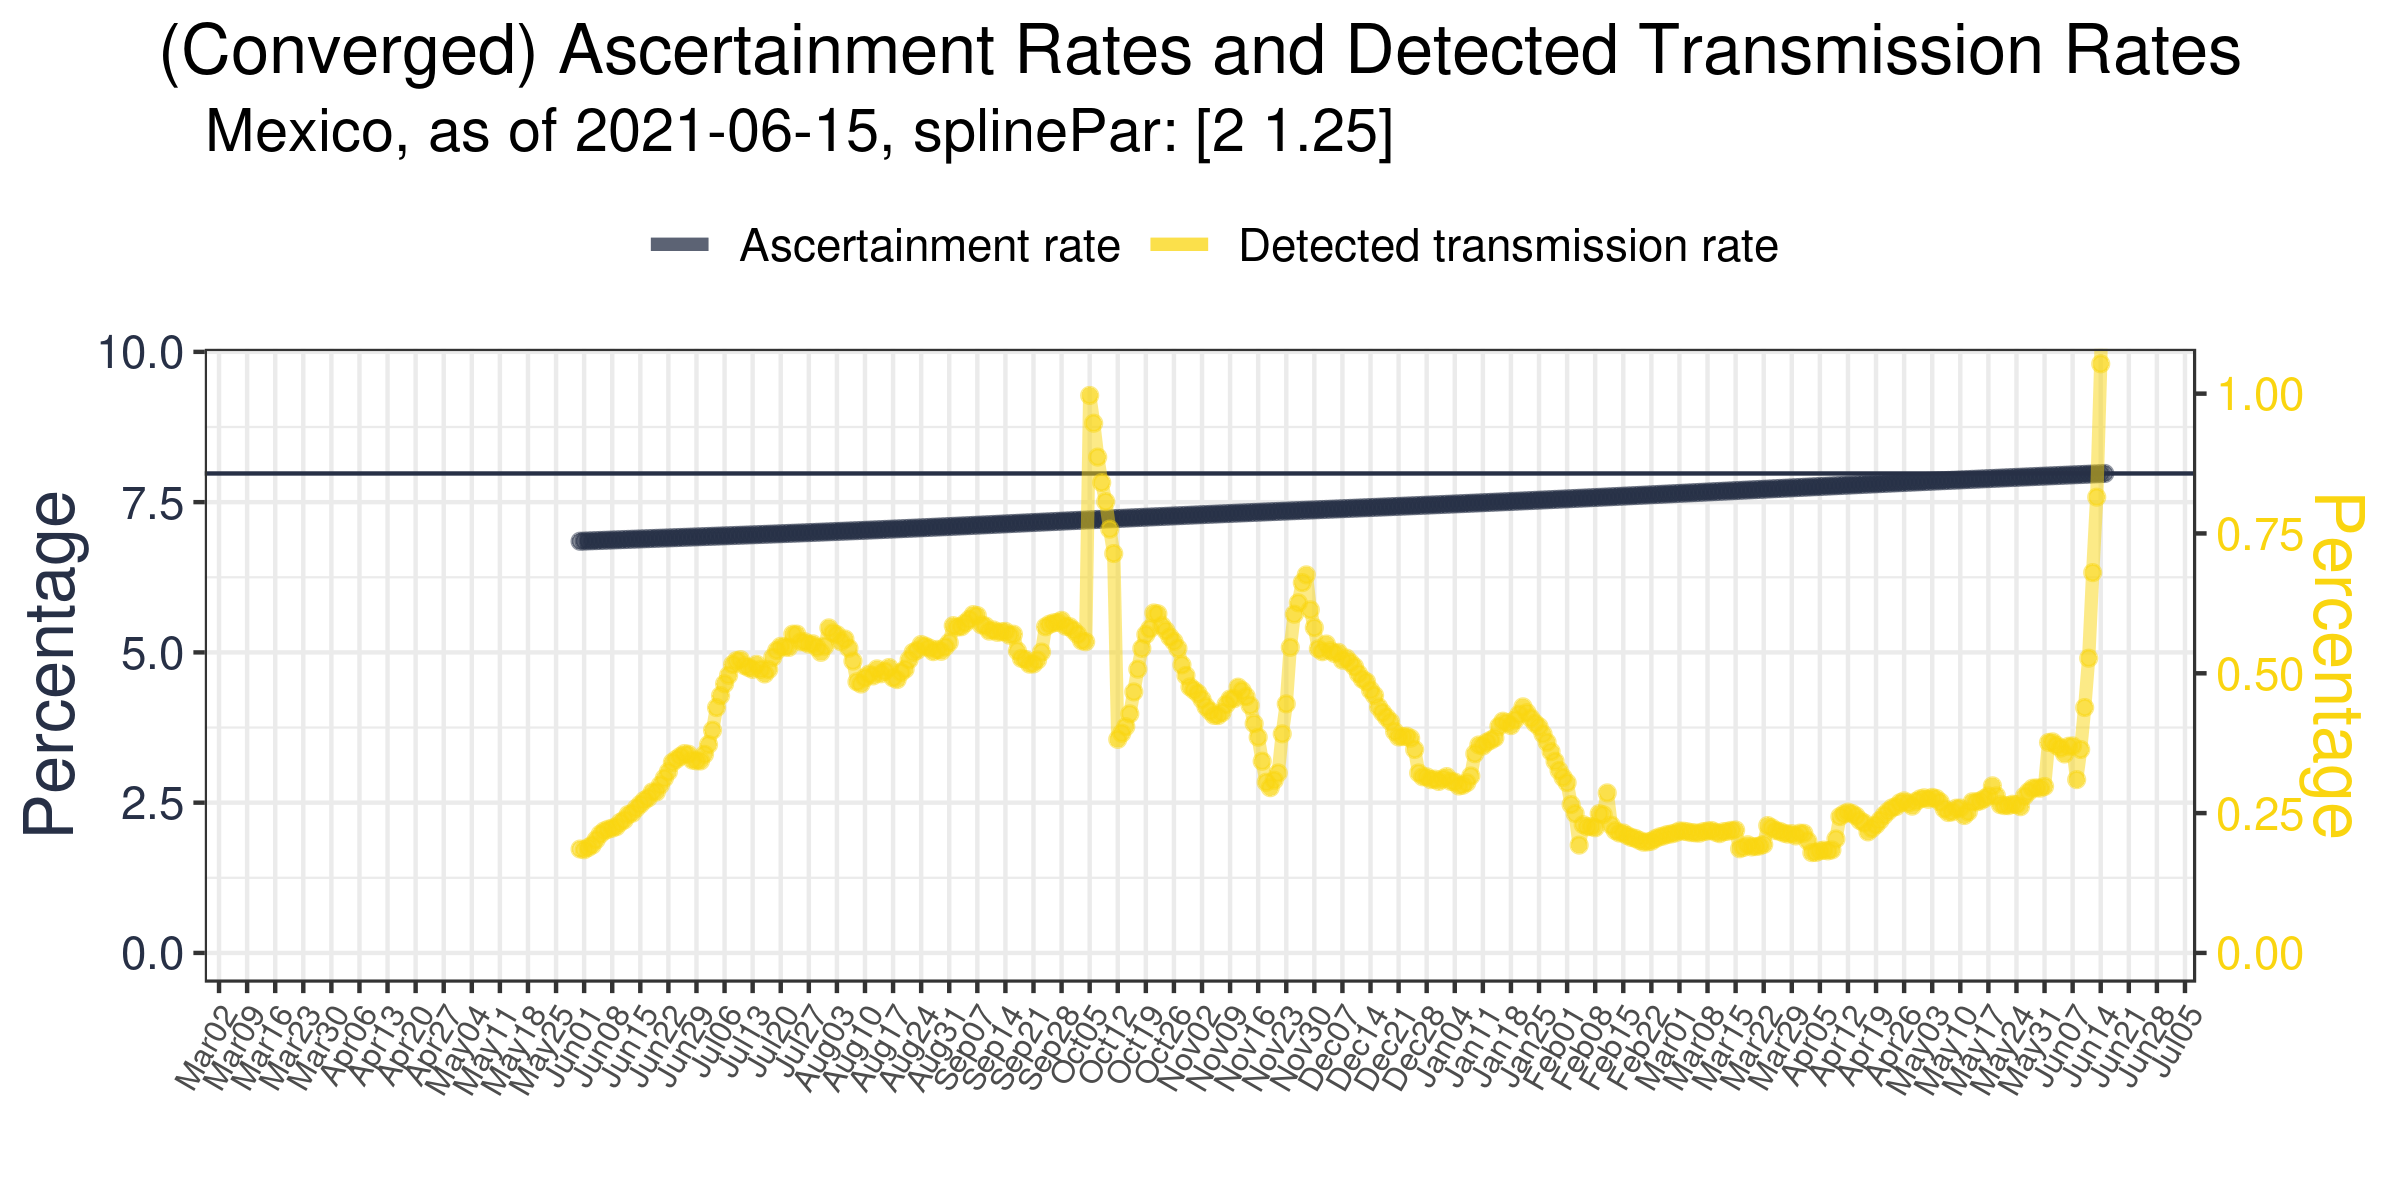 (Converged) Ascertainment Rates and Detected Transmission Rates
Mexico, as of 2021-06-15, splinePar: [2 1.25]
Ascertainment rate
Detected transmission rate
Percentage
10.0
7.5
5.0
2.5
0.0
1.00
0.75
0.50
0.25
0.00
Percentage
Mar02 Mar09 Mar16 Mar23 Mar30 Apr06 Apr13 Apr20 Apr27 May04 May11 May18 May25 Jun01 Jun08 Jun15 Jun22 Jun29 Jul06 Jul13 Jul20 Jul27 Aug03 Aug10 Aug17 Aug24 Aug31 Sep07 Sep14 Sep21 Sep28 Oct05 Oct12 Oct19 Oct26 Nov02 Nov09 Nov16 Nov23 Nov30 Dec07 Dec14 Dec21 Dec28 Jan04 Jan11 Jan18 Jan25 Feb01 Feb08 Feb15 Feb22 Mar01 Mar08 Mar15 Mar22 Mar29 Apr05 Apr12 Apr19 Apr26 May03 May10 May17 May24 May31 Jun07 Jun14 Jun21 Jun28 Jul05